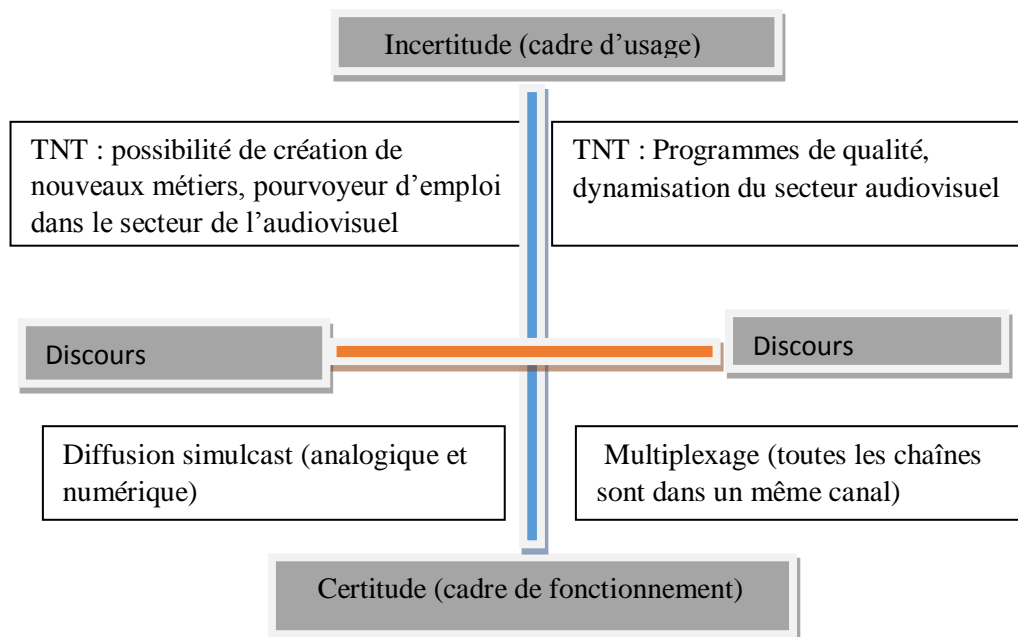 Incertitude (cadre d’usage)
TNT : possibilité de création de
nouveaux métiers, pourvoyeur d’emploi
dans le secteur de l’audiovisuel
TNT : Programmes de qualité,
dynamisation du secteur audiovisuel
Discours
Discours
Diffusion simulcast (analogique et
numérique)
Multiplexage (toutes les chaînes
sont dans un même canal)
Certitude (cadre de fonctionnement)